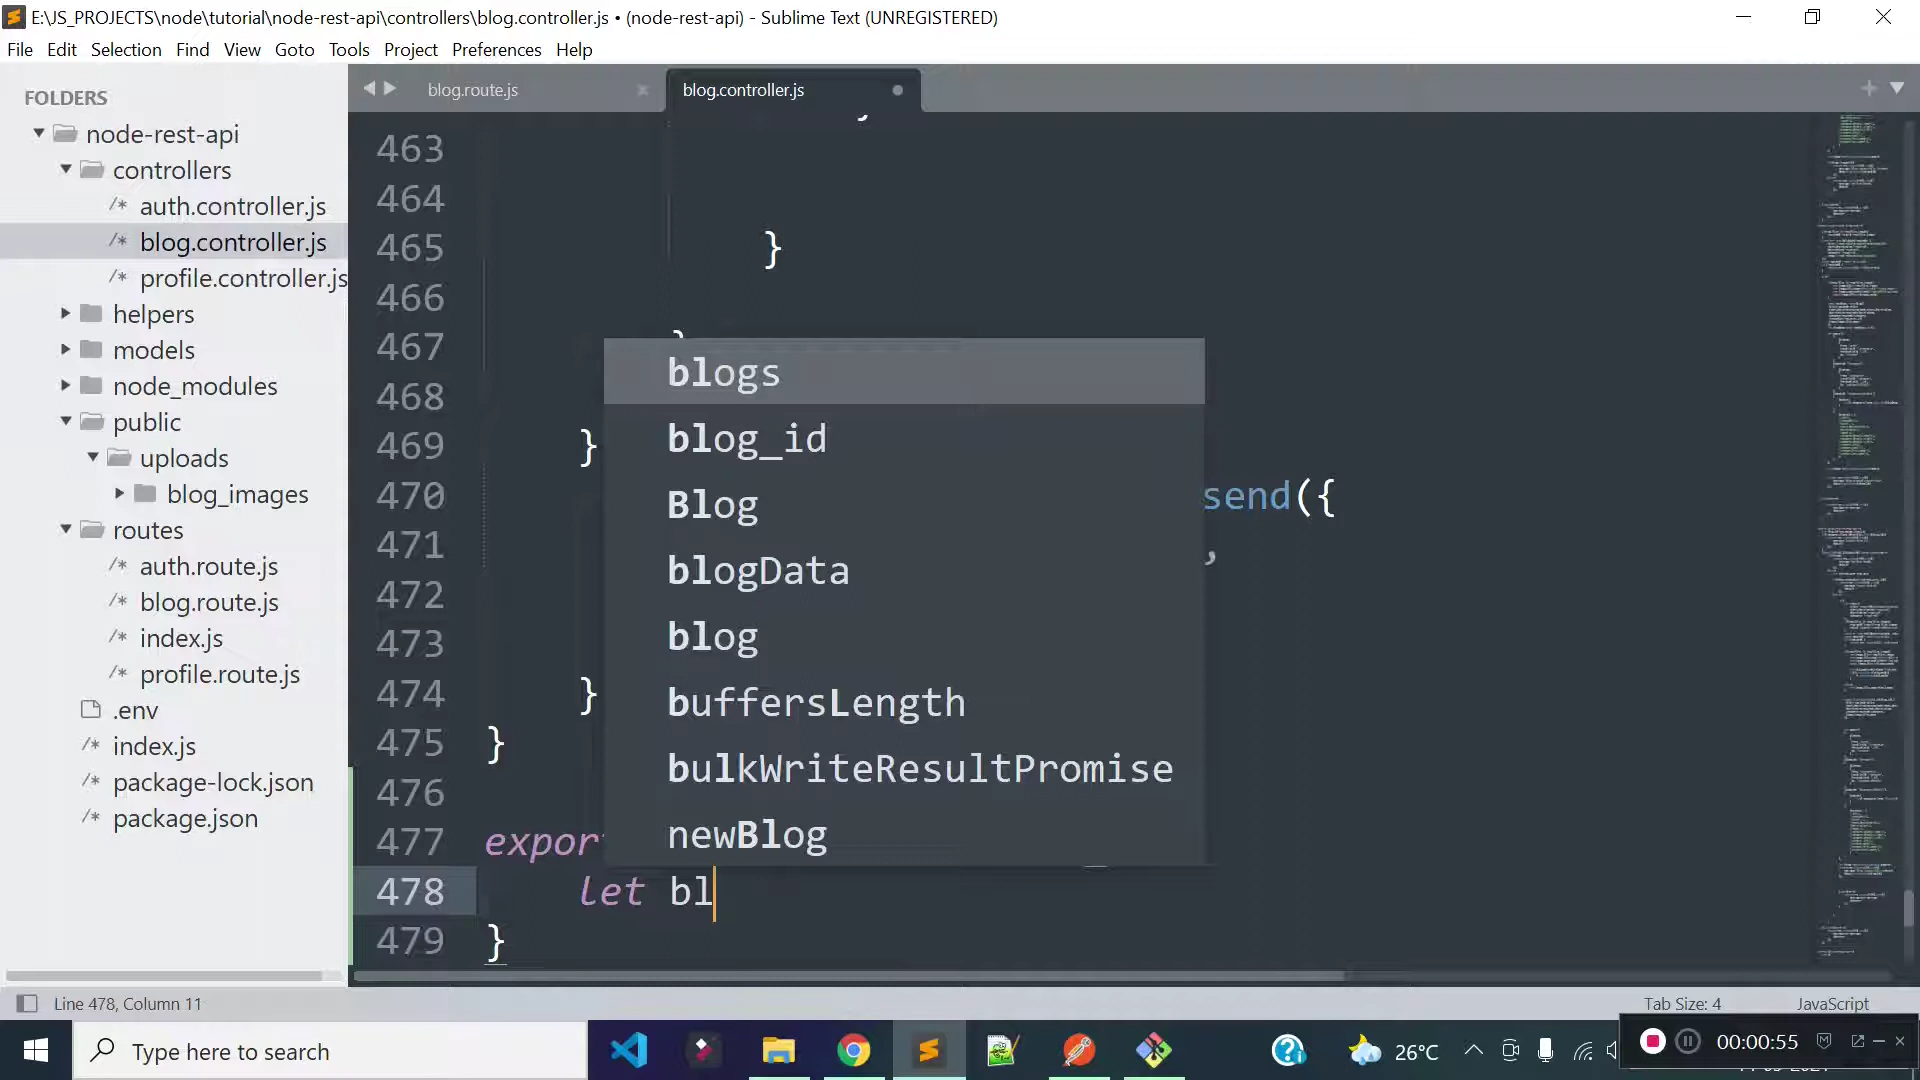 E:\JS_PROJECTS\node\tutorial\node-rest-api\controllers\blog.controller.js • (node-rest-api) - Sublime Text (UNREGISTERED)
File Edit Selection Find View Goto Tools Project Preferences Help
FOLDERS
node-rest-api
controllers
/* auth.controller.js
/* blog.controller.js
/* profile.controller.js
helpers
models
node_modules
public
uploads
blog_images
routes
/* auth.route.js
/* blog.route.js
/* index.js
/* profile.route.js
.env
/* index.js
/* package-lock.json
/* package.json
blog.route.js
blog.controller.js
463
464
465 }
466
467
468
469 }
470 send({
471 ,
472
473
474 }
475 }
476
477 expor
478 let bl
479 }
blogs
blog_id
Blog
blogData
blog
buffersLength
bulkWriteResultPromise
newBlog
Line 478, Column 11
Tab Size: 4
JavaScript
Type here to search
26°C
00:00:55